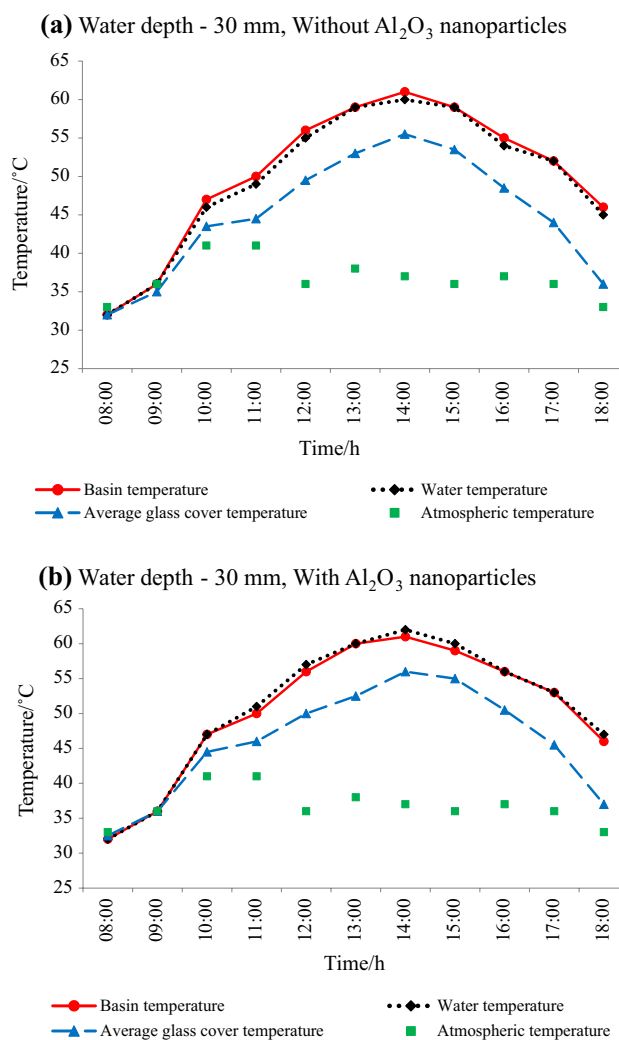 (a) Water depth - 30 mm, Without Al₂O₃ nanoparticles
65
60
55
50
45
40
35
30
25
Temperature/°C
08:00
09:00
10:00
11:00
12:00
13:00
14:00
15:00
16:00
17:00
18:00
Time/h
Basin temperature
Water temperature
Average glass cover temperature
Atmospheric temperature
(b) Water depth - 30 mm, With Al₂O₃ nanoparticles
65
60
55
50
45
40
35
30
25
Temperature/°C
08:00
09:00
10:00
11:00
12:00
13:00
14:00
15:00
16:00
17:00
18:00
Time/h
Basin temperature
Water temperature
Average glass cover temperature
Atmospheric temperature